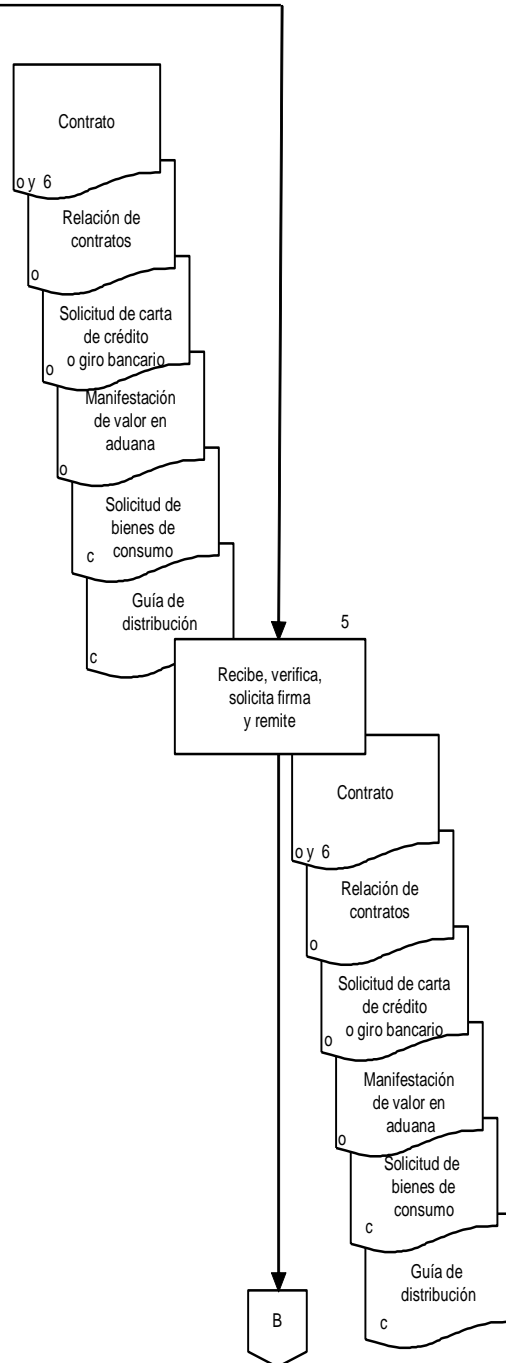 Contrato
o y 6
Relación de
contratos
o
Solicitud de carta
de crédito
o giro bancario
o
Manifestación
de valor en
aduana
o
Solicitud de
bienes de
consumo
c
Guía de
distribución
c
5
Recibe, verifica,
solicita firma
y remite
Contrato
o y 6
Relación de
contratos
o
Solicitud de carta
de crédito
o giro bancario
o
Manifestación
de valor en
aduana
o
Solicitud de
bienes de
consumo
c
Guía de
distribución
c
B